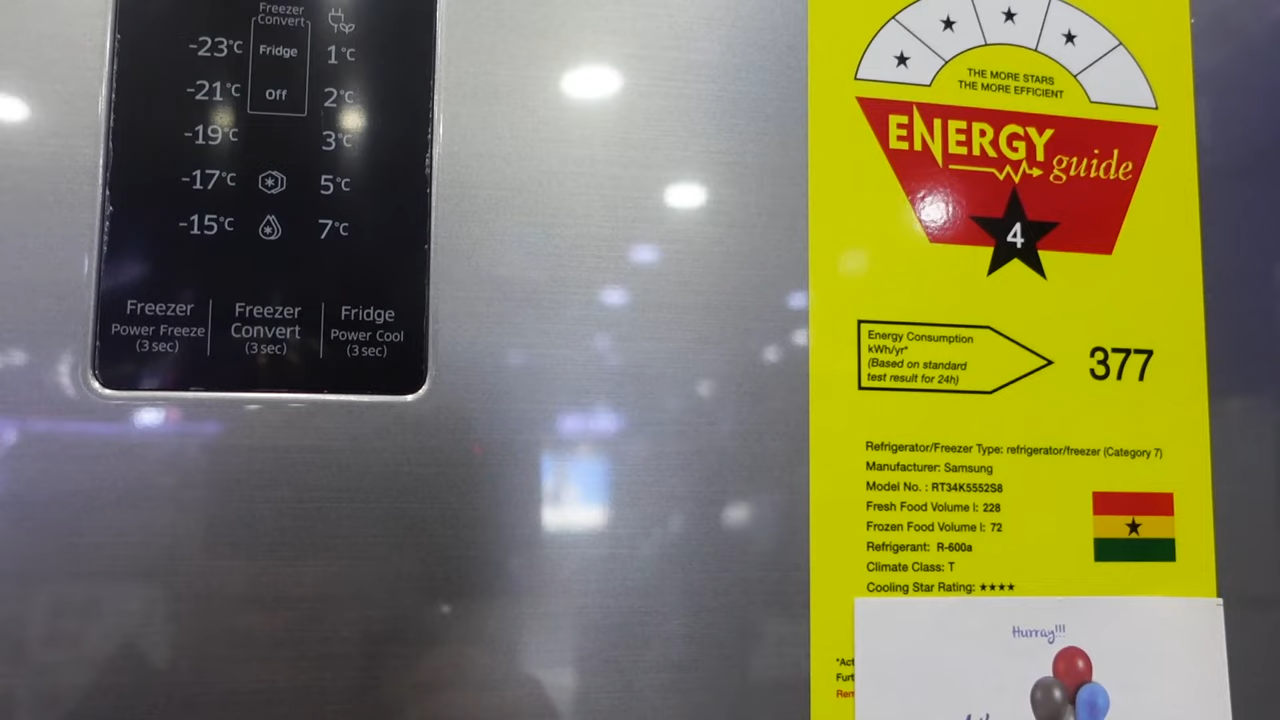 Freezer
Convert
-23°C Fridge 1°C
-21°C Off 2°C
-19°C 3°C
-17°C 5°C
-15°C 7°C
Freezer
Power Freeze
(3 sec)
Freezer
Convert
(3 sec)
Fridge
Power Cool
(3 sec)
THE MORE STARS
THE MORE EFFICIENT
ENERGY
guide
4
Energy Consumption
kWh/yr*
(Based on standard
test result for 24h)
377
Refrigerator/Freezer Type: refrigerator/freezer (Category 7)
Manufacturer: Samsung
Model No. : RT34K5552S8
Fresh Food Volume l: 228
Frozen Food Volume l: 72
Refrigerant: R-600a
Climate Class: T
Cooling Star Rating: ★★★★
*Act
Furt
Rem
Hurray!!!